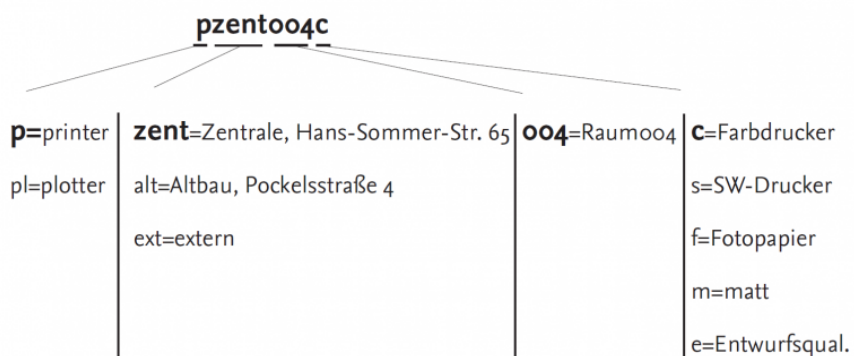 pzent004c
p=printer
zent=Zentrale, Hans-Sommer-Str. 65
004=Raum004
c=Farbdrucker
pl=plotter
alt=Altbau, Pockelsstraße 4
s=SW-Drucker
ext=extern
f=Fotopapier
m=matt
e=Entwurfsqual.